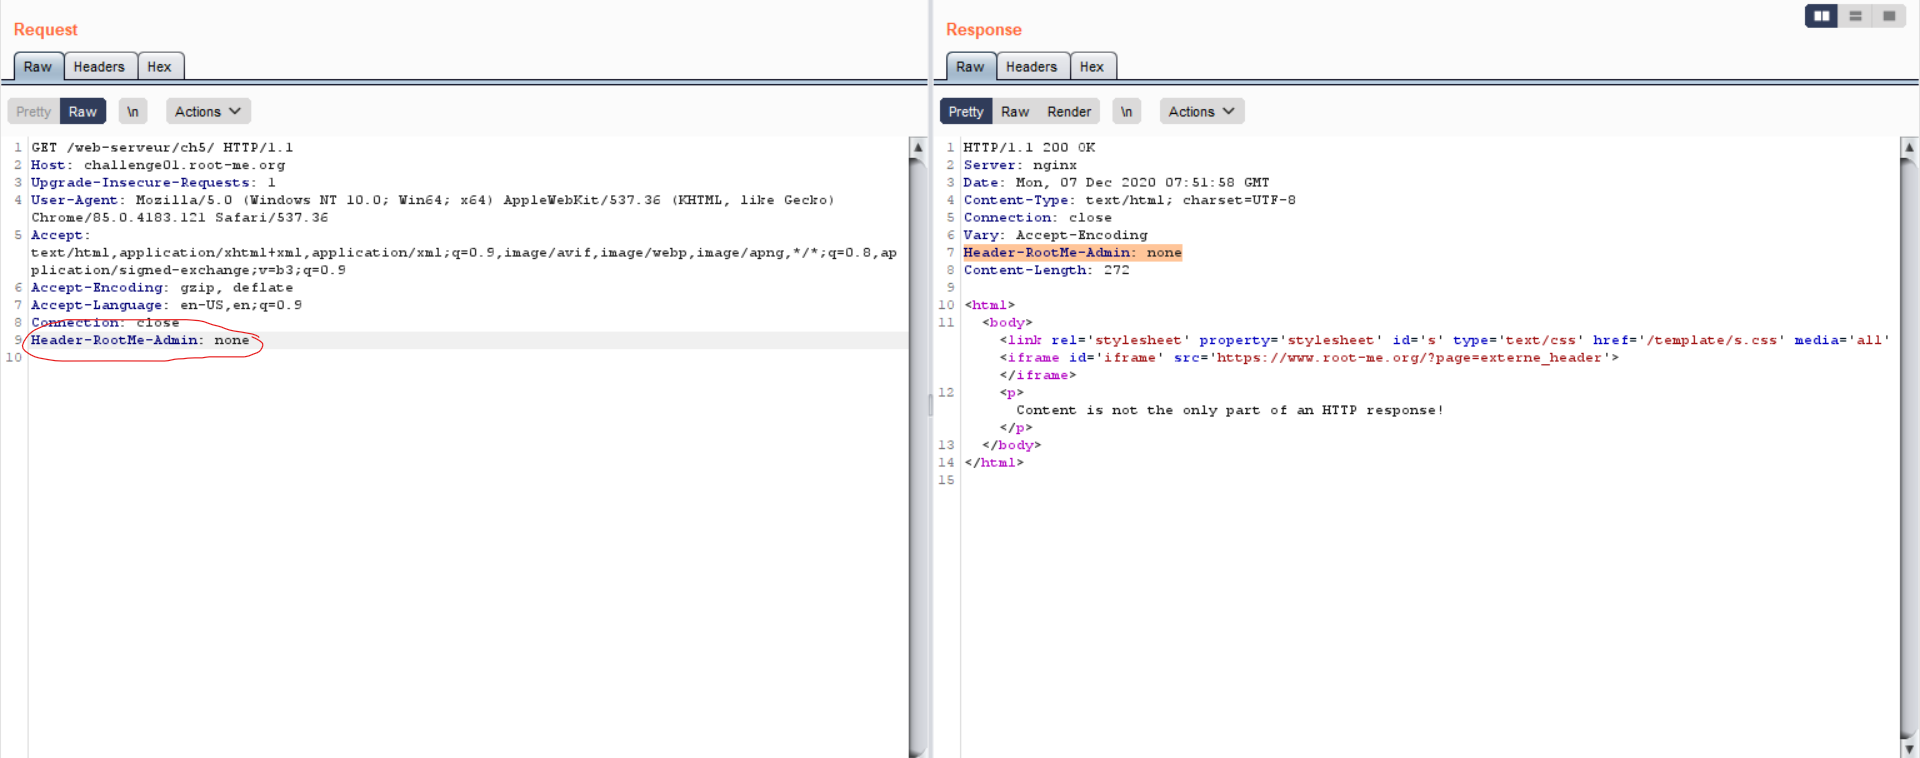 Request
Raw Headers Hex
Pretty Raw \n Actions
1 GET /web-serveur/ch5/ HTTP/1.1
2 Host: challenge01.root-me.org
3 Upgrade-Insecure-Requests: 1
4 User-Agent: Mozilla/5.0 (Windows NT 10.0; Win64; x64) AppleWebKit/537.36 (KHTML, like Gecko)
Chrome/85.0.4183.121 Safari/537.36
5 Accept:
text/html,application/xhtml+xml,application/xml;q=0.9,image/avif,image/webp,image/apng,*/*;q=0.8,ap
plication/signed-exchange;v=b3;q=0.9
6 Accept-Encoding: gzip, deflate
7 Accept-Language: en-US,en;q=0.9
8 Connection: close
9 Header-RootMe-Admin: none
10
Response
Raw Headers Hex
Pretty Raw Render \n Actions
1 HTTP/1.1 200 OK
2 Server: nginx
3 Date: Mon, 07 Dec 2020 07:51:58 GMT
4 Content-Type: text/html; charset=UTF-8
5 Connection: close
6 Vary: Accept-Encoding
7 Header-RootMe-Admin: none
8 Content-Length: 272
9
10 <html>
11 <body>
<link rel='stylesheet' property='stylesheet' id='s' type='text/css' href='/template/s.css' media='all'
<iframe id='iframe' src='https://www.root-me.org/?page=externe_header'>
</iframe>
12 <p>
Content is not the only part of an HTTP response!
</p>
13 </body>
14 </html>
15